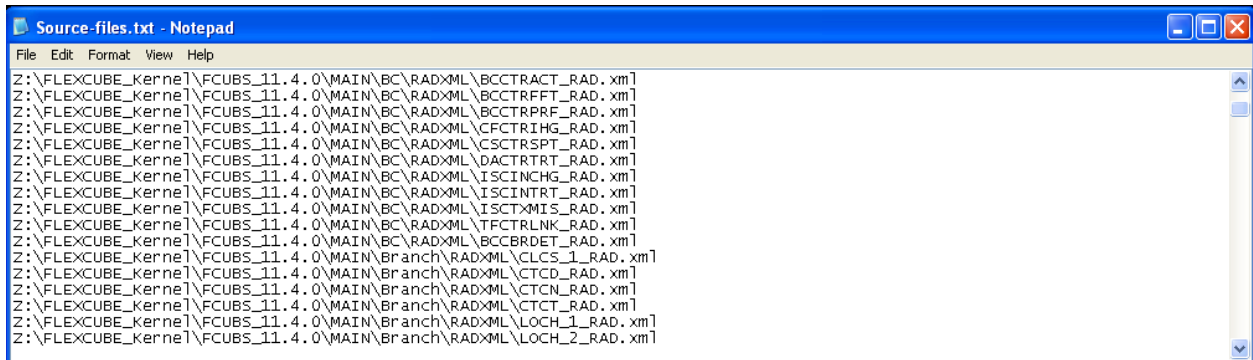 Source-files.txt - Notepad
File Edit Format View Help
Z:\FLEXCUBE_Kernel\FCUBS_11.4.0\MAIN\BC\RADXML\BCCTRACT_RAD.xml
Z:\FLEXCUBE_Kernel\FCUBS_11.4.0\MAIN\BC\RADXML\BCCTRFFT_RAD.xml
Z:\FLEXCUBE_Kernel\FCUBS_11.4.0\MAIN\BC\RADXML\BCCTRPRF_RAD.xml
Z:\FLEXCUBE_Kernel\FCUBS_11.4.0\MAIN\BC\RADXML\CFCTRIHG_RAD.xml
Z:\FLEXCUBE_Kernel\FCUBS_11.4.0\MAIN\BC\RADXML\CSCTRSPT_RAD.xml
Z:\FLEXCUBE_Kernel\FCUBS_11.4.0\MAIN\BC\RADXML\DACTRTRT_RAD.xml
Z:\FLEXCUBE_Kernel\FCUBS_11.4.0\MAIN\BC\RADXML\ISCINCHG_RAD.xml
Z:\FLEXCUBE_Kernel\FCUBS_11.4.0\MAIN\BC\RADXML\ISCINTRT_RAD.xml
Z:\FLEXCUBE_Kernel\FCUBS_11.4.0\MAIN\BC\RADXML\ISCTXMIS_RAD.xml
Z:\FLEXCUBE_Kernel\FCUBS_11.4.0\MAIN\BC\RADXML\TFCTRLNK_RAD.xml
Z:\FLEXCUBE_Kernel\FCUBS_11.4.0\MAIN\BC\RADXML\BCCBRDET_RAD.xml
Z:\FLEXCUBE_Kernel\FCUBS_11.4.0\MAIN\Branch\RADXML\CLCS_1_RAD.xml
Z:\FLEXCUBE_Kernel\FCUBS_11.4.0\MAIN\Branch\RADXML\CTCD_RAD.xml
Z:\FLEXCUBE_Kernel\FCUBS_11.4.0\MAIN\Branch\RADXML\CTCN_RAD.xml
Z:\FLEXCUBE_Kernel\FCUBS_11.4.0\MAIN\Branch\RADXML\CTCT_RAD.xml
Z:\FLEXCUBE_Kernel\FCUBS_11.4.0\MAIN\Branch\RADXML\LOCH_1_RAD.xml
Z:\FLEXCUBE_Kernel\FCUBS_11.4.0\MAIN\Branch\RADXML\LOCH_2_RAD.xml